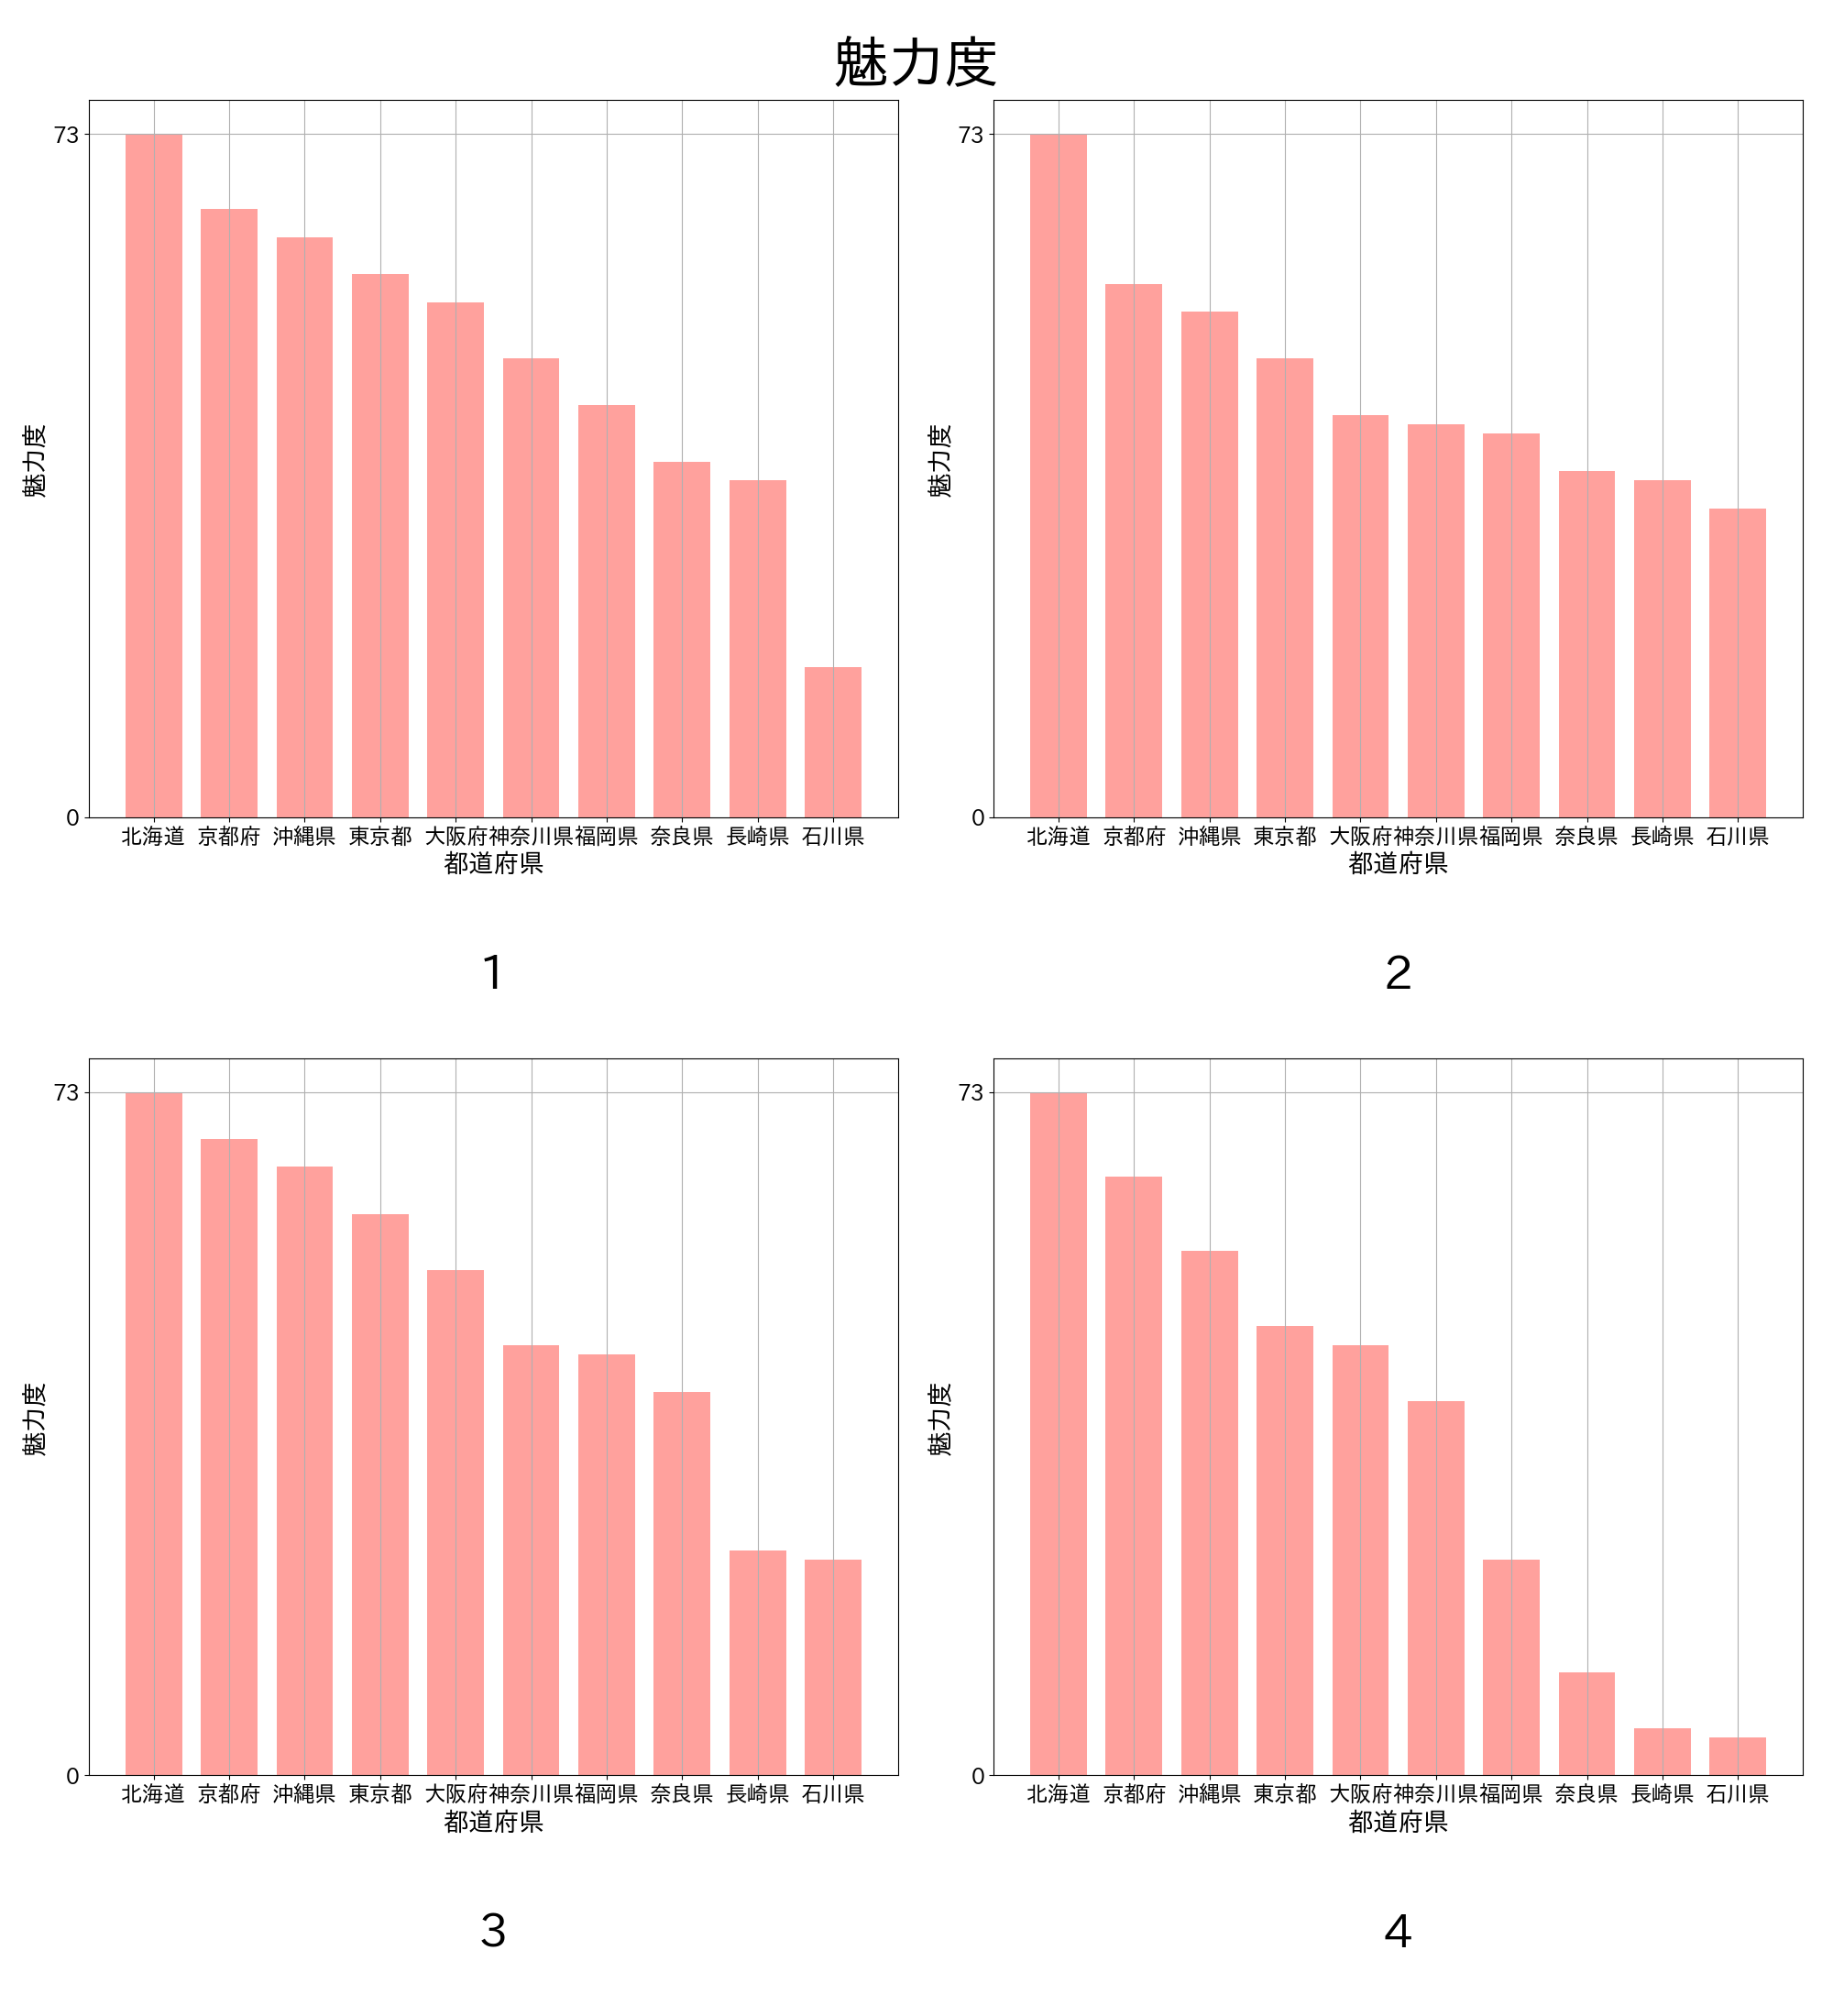 魅力度
73
0
魅力度
北海道 京都府 沖縄県 東京都 大阪府 神奈川県 福岡県 奈良県 長崎県 石川県
都道府県
1
73
0
魅力度
北海道 京都府 沖縄県 東京都 大阪府 神奈川県 福岡県 奈良県 長崎県 石川県
都道府県
2
73
0
魅力度
北海道 京都府 沖縄県 東京都 大阪府 神奈川県 福岡県 奈良県 長崎県 石川県
都道府県
3
73
0
魅力度
北海道 京都府 沖縄県 東京都 大阪府 神奈川県 福岡県 奈良県 長崎県 石川県
都道府県
4